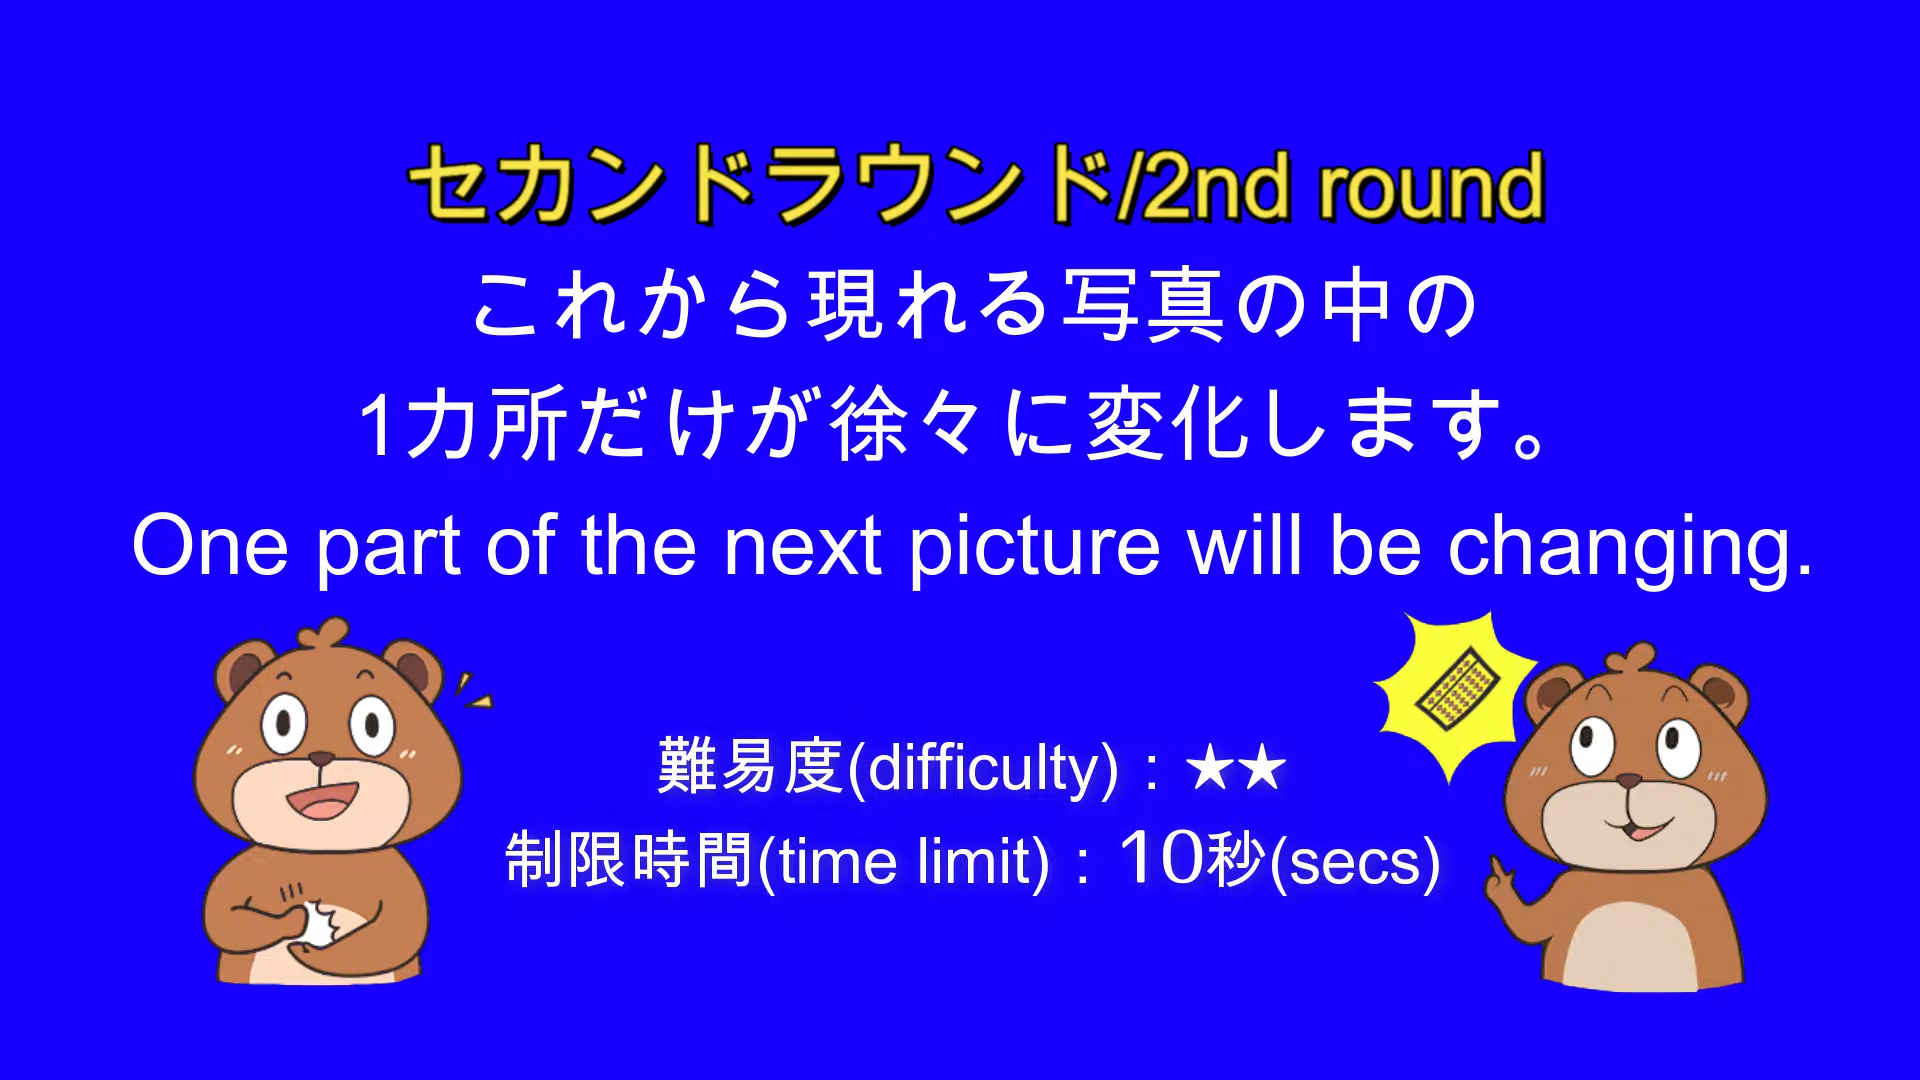 セカンドラウンド/2nd round
これから現れる写真の中の
1カ所だけが徐々に変化します。
One part of the next picture will be changing.
難易度(difficulty)：★★
制限時間(time limit)：10秒(secs)